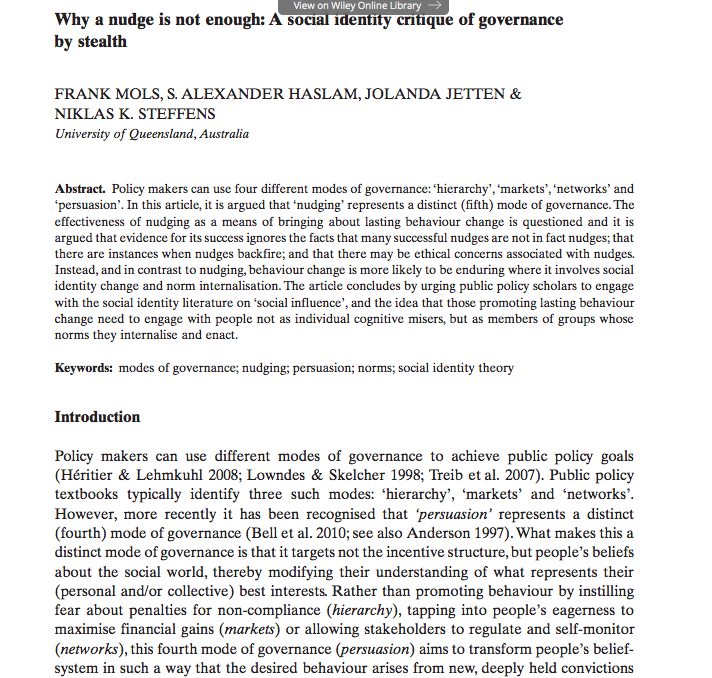 View on Wiley Online Library →
Why a nudge is not enough: A social identity critique of governance
by stealth
FRANK MOLS, S. ALEXANDER HASLAM, JOLANDA JETTEN &
NIKLAS K. STEFFENS
University of Queensland, Australia
Abstract. Policy makers can use four different modes of governance: ‘hierarchy’, ‘markets’, ‘networks’ and
‘persuasion’. In this article, it is argued that ‘nudging’ represents a distinct (fifth) mode of governance. The
effectiveness of nudging as a means of bringing about lasting behaviour change is questioned and it is
argued that evidence for its success ignores the facts that many successful nudges are not in fact nudges; that
there are instances when nudges backfire; and that there may be ethical concerns associated with nudges.
Instead, and in contrast to nudging, behaviour change is more likely to be enduring where it involves social
identity change and norm internalisation. The article concludes by urging public policy scholars to engage
with the social identity literature on ‘social influence’, and the idea that those promoting lasting behaviour
change need to engage with people not as individual cognitive misers, but as members of groups whose
norms they internalise and enact.
Keywords: modes of governance; nudging; persuasion; norms; social identity theory
Introduction
Policy makers can use different modes of governance to achieve public policy goals
(Héritier & Lehmkuhl 2008; Lowndes & Skelcher 1998; Treib et al. 2007). Public policy
textbooks typically identify three such modes: ‘hierarchy’, ‘markets’ and ‘networks’.
However, more recently it has been recognised that ‘persuasion’ represents a distinct
(fourth) mode of governance (Bell et al. 2010; see also Anderson 1997). What makes this a
distinct mode of governance is that it targets not the incentive structure, but people’s beliefs
about the social world, thereby modifying their understanding of what represents their
(personal and/or collective) best interests. Rather than promoting behaviour by instilling
fear about penalties for non-compliance (hierarchy), tapping into people’s eagerness to
maximise financial gains (markets) or allowing stakeholders to regulate and self-monitor
(networks), this fourth mode of governance (persuasion) aims to transform people’s belief-
system in such a way that the desired behaviour arises from new, deeply held convictions